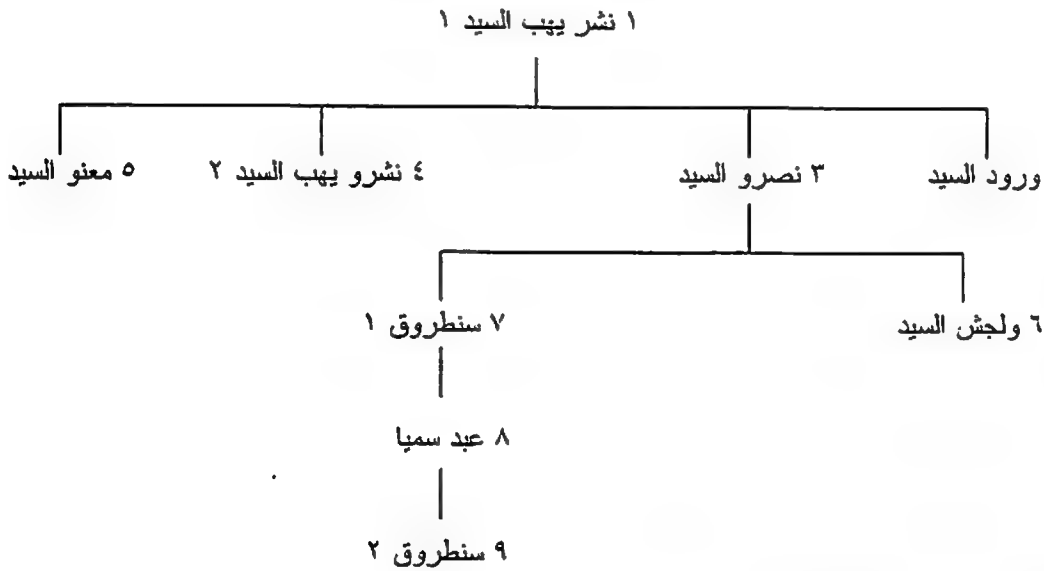 ١ نشر يهب السيد ١
ورود السيد ٣ نصرو السيد ٤ نشرو يهب السيد ٢ ٥ معنو السيد
٦ ولجش السيد ٧ سنطروق ١
٨ عبد سميا
٩ سنطروق ٢